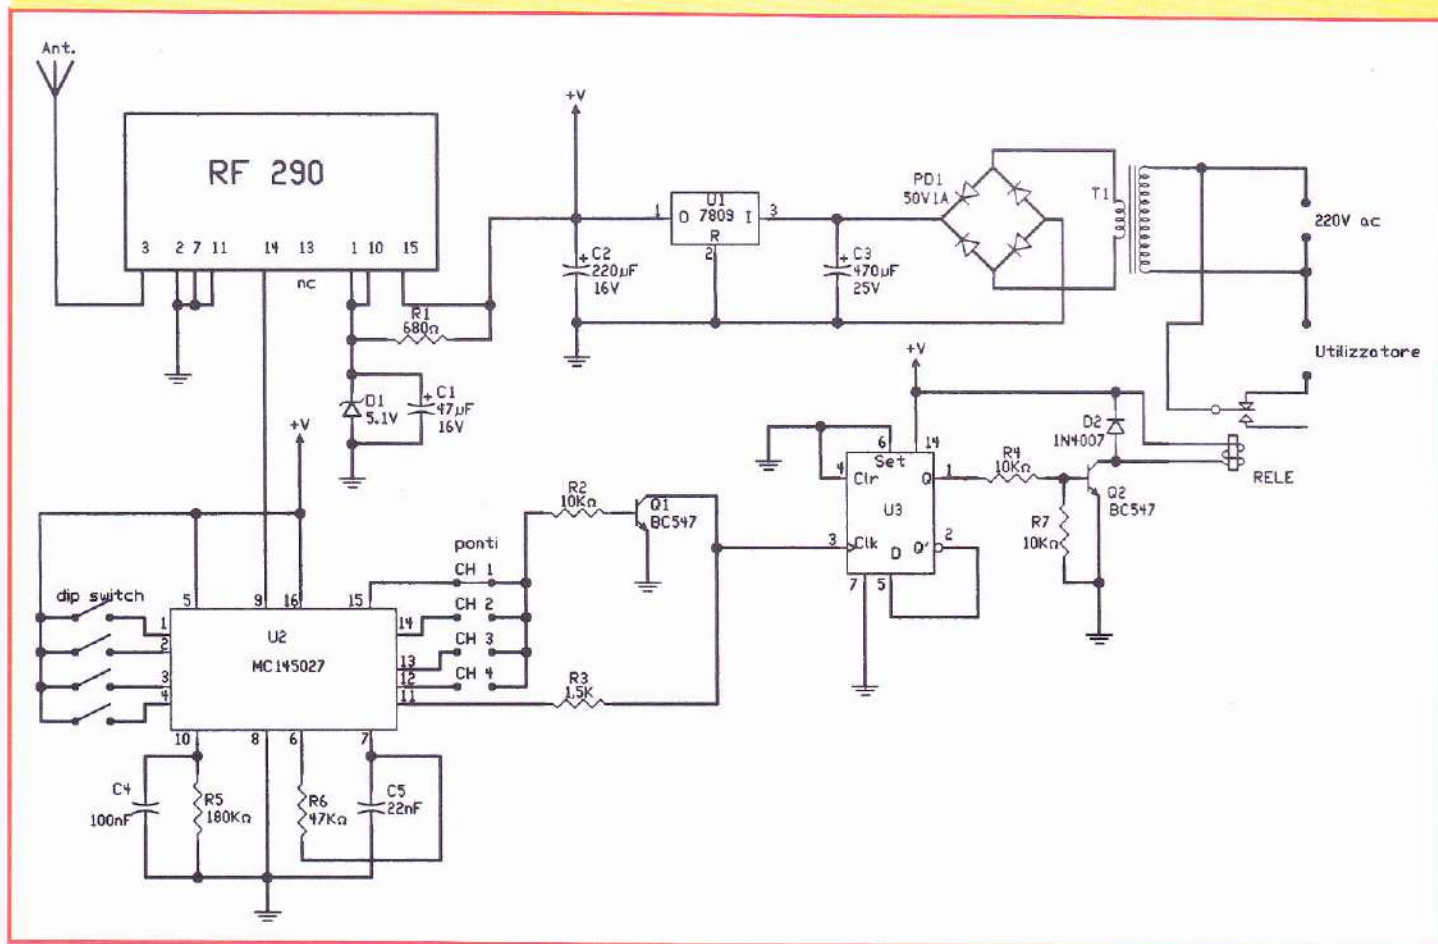 Ant.
RF 290
3 2 7 11 14 13 1 10 15
nc
R1
680Ω
D1
5.1V
C1
47µF
16V
+V
+V
1 O U1 I 3
7809
R
2
C2
220µF
16V
C3
470µF
25V
PD1
50V1A
T1
220V ac
Utilizzatore
+V
6 14
Set
4 Clr Q 1
U3
3 Clk D Q' 2
7 5
R4
10KΩ
R7
10KΩ
D2
1N4007
Q2
BC547
RELE
R2
10KΩ
Q1
BC547
ponti
CH 1
CH 2
CH 3
CH 4
R3
1,5K
dip switch
5 9 16 15
1 14
2 U2
MC145027 13
3 12
4 11
10 8 6 7
C4
100nF
R5
180KΩ
R6
47KΩ
C5
22nF